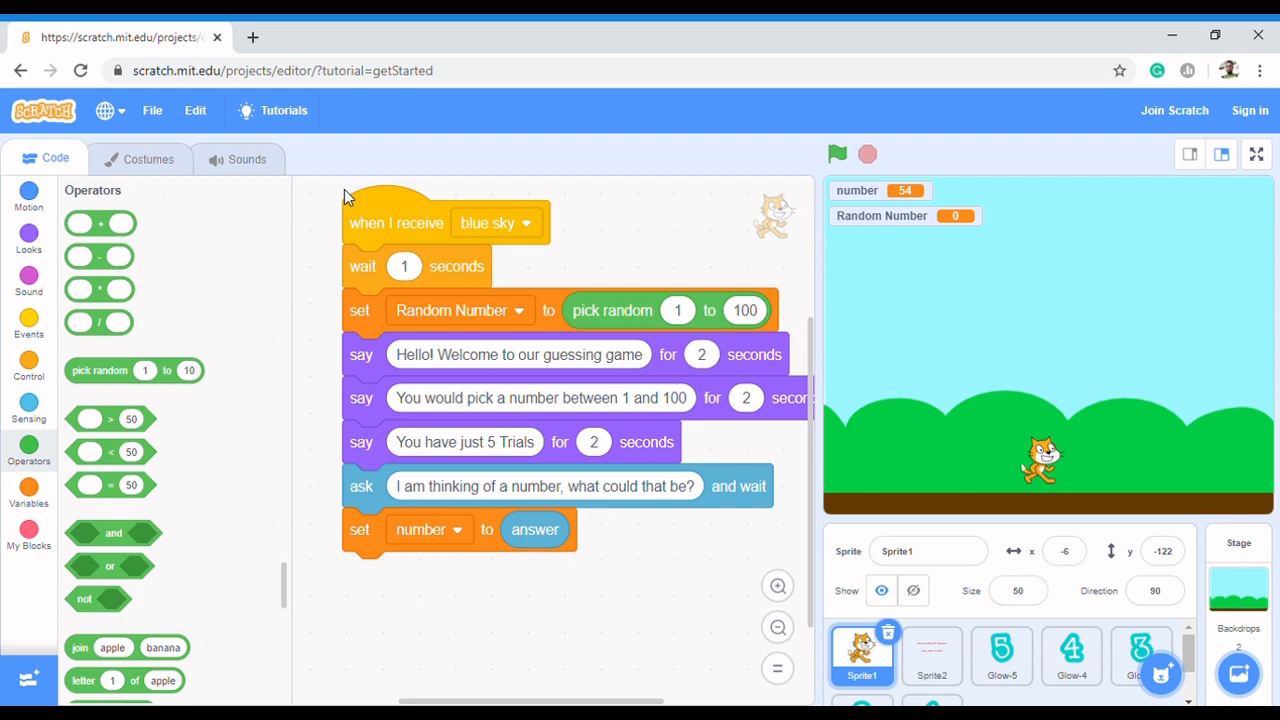 https://scratch.mit.edu/projects/e
scratch.mit.edu/projects/editor/?tutorial=getStarted
SCRATCH
File
Edit
Tutorials
Join Scratch
Sign in
Code
Costumes
Sounds
Motion
Looks
Sound
Events
Control
Sensing
Operators
Variables
My Blocks
Operators
+
-
*
/
pick random 1 to 10
> 50
< 50
= 50
and
or
not
join apple banana
letter 1 of apple
when I receive blue sky
wait 1 seconds
set Random Number to pick random 1 to 100
say Hello! Welcome to our guessing game for 2 seconds
say You would pick a number between 1 and 100 for 2 secon
say You have just 5 Trials for 2 seconds
ask I am thinking of a number, what could that be? and wait
set number to answer
number 54
Random Number 0
Sprite Sprite1 x -6 y -122
Show Size 50 Direction 90
Sprite1
Sprite2
5
Glow-5
4
Glow-4
3
Glo
Stage
Backdrops
2